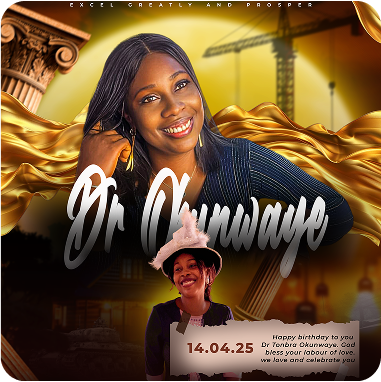 EXCEL GREATLY AND PROSPER
Dr Okunwaye
14.04.25
Happy birthday to you
Dr Tonbra Okunwaye. God
bless your labour of love,
we love and celebrate you